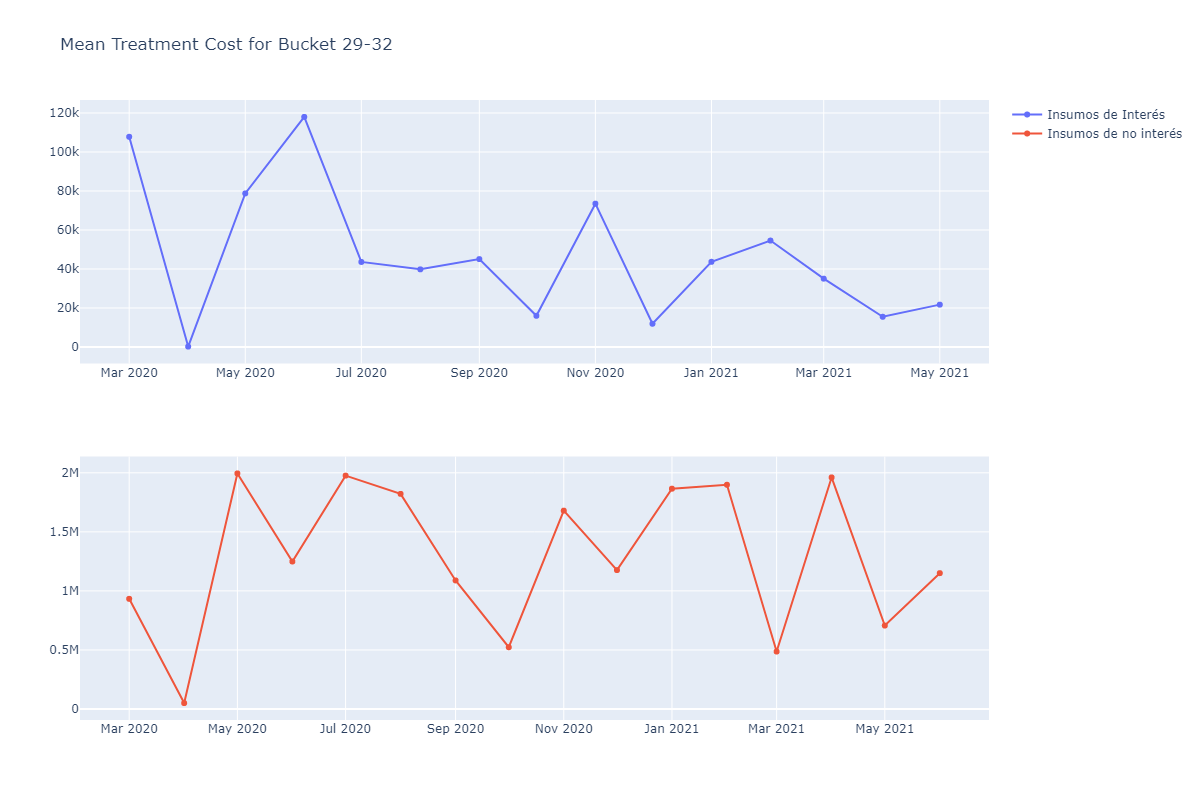 Mean Treatment Cost for Bucket 29-32
Insumos de Interés
Insumos de no interés
120k
100k
80k
60k
40k
20k
0
Mar 2020 May 2020 Jul 2020 Sep 2020 Nov 2020 Jan 2021 Mar 2021 May 2021
2M
1.5M
1M
0.5M
0
Mar 2020 May 2020 Jul 2020 Sep 2020 Nov 2020 Jan 2021 Mar 2021 May 2021